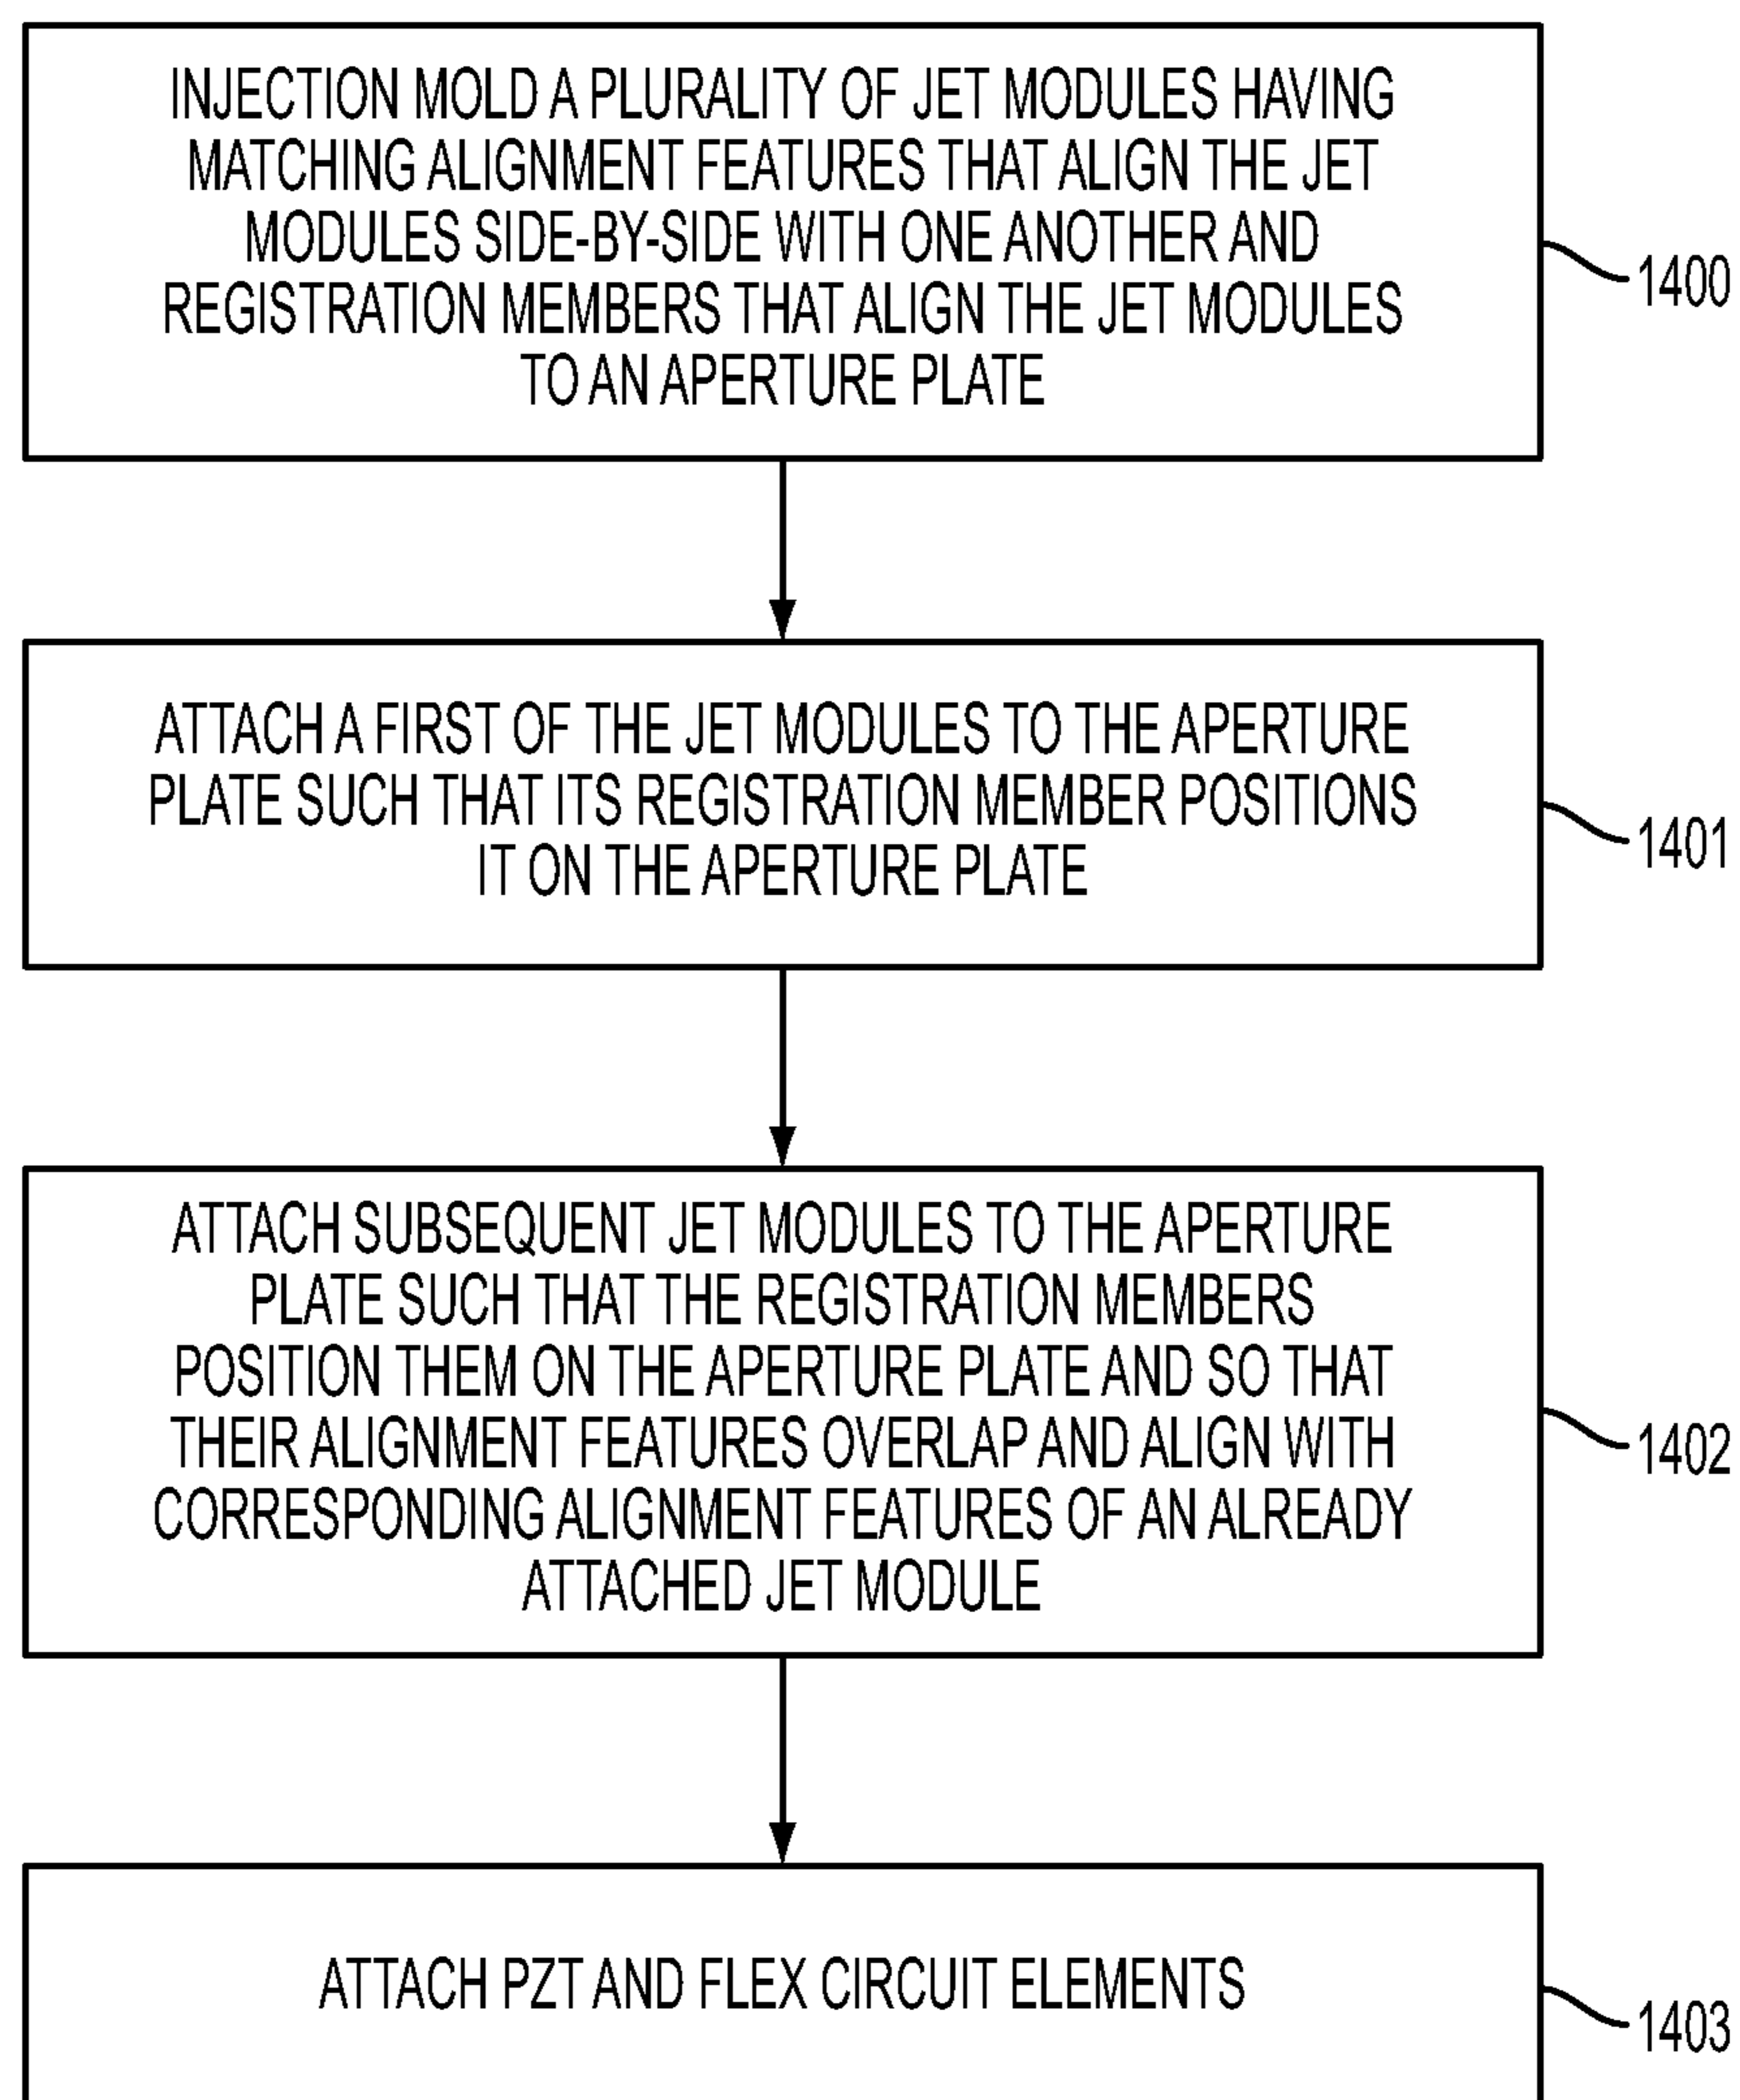 INJECTION MOLD A PLURALITY OF JET MODULES HAVING
MATCHING ALIGNMENT FEATURES THAT ALIGN THE JET
MODULES SIDE-BY-SIDE WITH ONE ANOTHER AND
REGISTRATION MEMBERS THAT ALIGN THE JET MODULES
TO AN APERTURE PLATE
1400
ATTACH A FIRST OF THE JET MODULES TO THE APERTURE
PLATE SUCH THAT ITS REGISTRATION MEMBER POSITIONS
IT ON THE APERTURE PLATE
1401
ATTACH SUBSEQUENT JET MODULES TO THE APERTURE
PLATE SUCH THAT THE REGISTRATION MEMBERS
POSITION THEM ON THE APERTURE PLATE AND SO THAT
THEIR ALIGNMENT FEATURES OVERLAP AND ALIGN WITH
CORRESPONDING ALIGNMENT FEATURES OF AN ALREADY
ATTACHED JET MODULE
1402
ATTACH PZT AND FLEX CIRCUIT ELEMENTS
1403